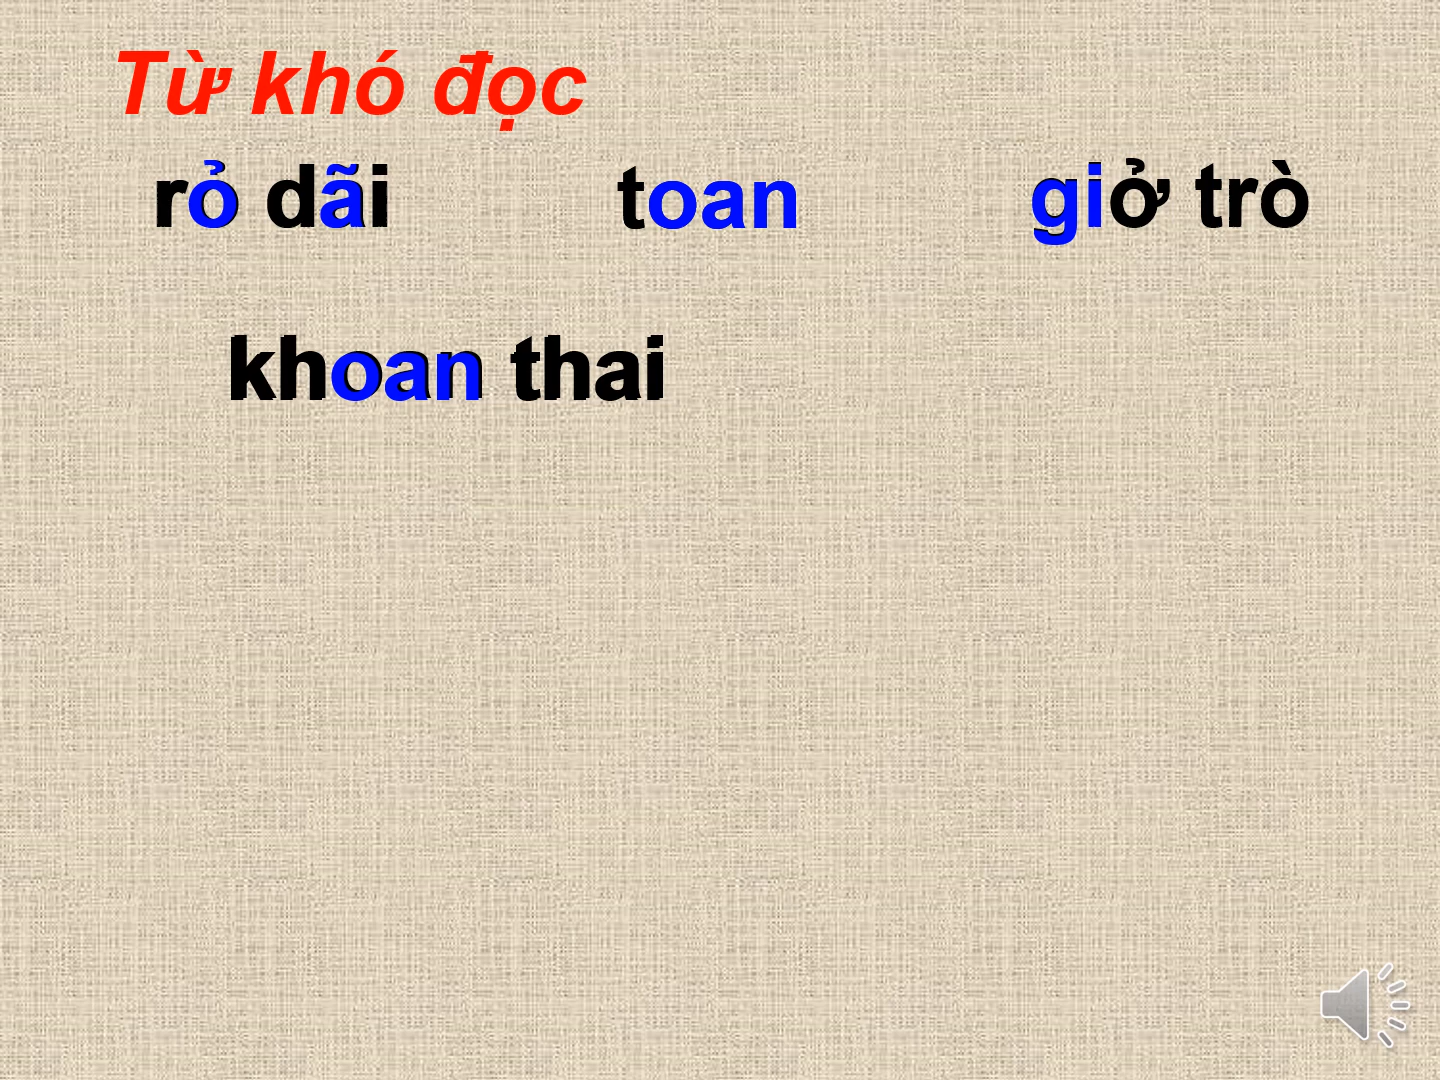 Từ khó đọc
rỏ dãi toan giở trò
khoan thai